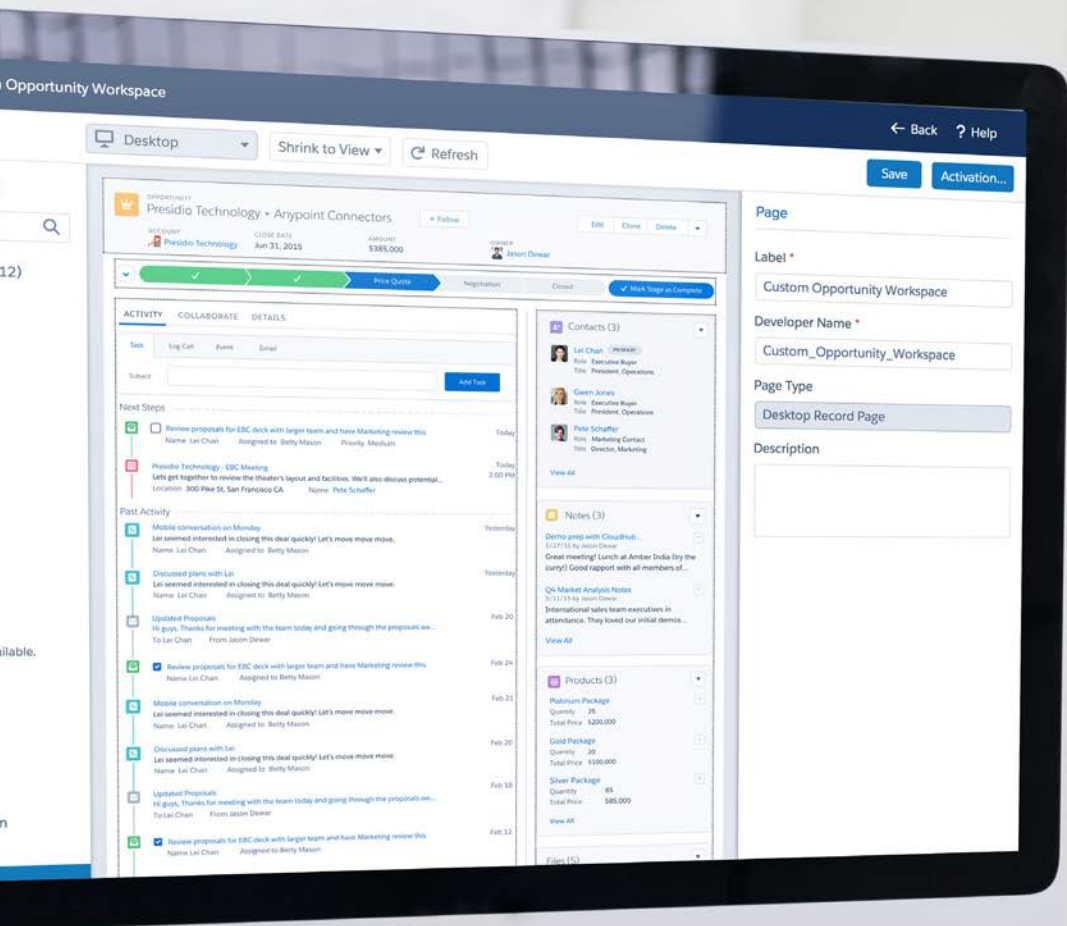 Opportunity Workspace
← Back ? Help
Desktop
Shrink to View
Refresh
Save
Activation...
12)
ilable.
n
OPPORTUNITY
Presidio Technology + Anypoint Connectors
+ Follow
Edit Clone Delete
ACCOUNT
Presidio Technology
CLOSE DATE
Jun 31, 2015
AMOUNT
$385,000
OWNER
Jason Dewar
Price Quote
Negotiation
Closed
Mark Stage as Complete
ACTIVITY COLLABORATE DETAILS
Task Log Call Event Email
Subject
Add Task
Next Steps
Review proposals for EBC deck with larger team and have Marketing review this
Today
Name Lei Chan Assigned to Betty Mason Priority Medium
Presidio Technology - EBC Meeting
Today
Lets get together to review the theater's layout and facilities. We'll also discuss potential...
2:00 PM
Location 300 Pike St, San Francisco CA Name Pete Schaffer
Past Activity
Mobile conversation on Monday
Yesterday
Lei seemed interested in closing this deal quickly! Let's move move move.
Name Lei Chan Assigned to Betty Mason
Discussed plans with Lei
Yesterday
Lei seemed interested in closing this deal quickly! Let's move move move.
Name Lei Chan Assigned to Betty Mason
Updated Proposals
Feb 20
Hi guys, Thanks for meeting with the team today and going through the proposals we...
To Lei Chan From Jason Dewar
Review proposals for EBC deck with larger team and have Marketing review this
Feb 24
Name Lei Chan Assigned to Betty Mason
Mobile conversation on Monday
Feb 21
Lei seemed interested in closing this deal quickly! Let's move move move.
Name Lei Chan Assigned to Betty Mason
Discussed plans with Lei
Feb 20
Lei seemed interested in closing this deal quickly! Let's move move move.
Name Lei Chan Assigned to Betty Mason
Updated Proposals
Feb 18
Hi guys, Thanks for meeting with the team today and going through the proposals we...
To Lei Chan From Jason Dewar
Review proposals for EBC deck with larger team and have Marketing review this
Feb 12
Name Lei Chan Assigned to Betty Mason
Contacts (3)
Lei Chan PRIMARY
Role Executive Buyer
Title President, Operations
Gwen Jones
Role Executive Buyer
Title President, Operations
Pete Schaffer
Role Marketing Contact
Title Director, Marketing
View All
Notes (3)
Demo prep with CloudHub...
5/27/15 by Jason Dewar
Great meeting! Lunch at Amber India (try the
curry!) Good rapport with all members of...
Q4 Market Analysis Notes
5/11/15 by Jason Dewar
International sales team executives in
attendance. They loved our initial demos...
View All
Products (3)
Platinum Package
Quantity 25
Total Price $200,000
Gold Package
Quantity 20
Total Price $100,000
Silver Package
Quantity 85
Total Price $85,000
View All
Files (5)
Page
Label *
Custom Opportunity Workspace
Developer Name *
Custom_Opportunity_Workspace
Page Type
Desktop Record Page
Description